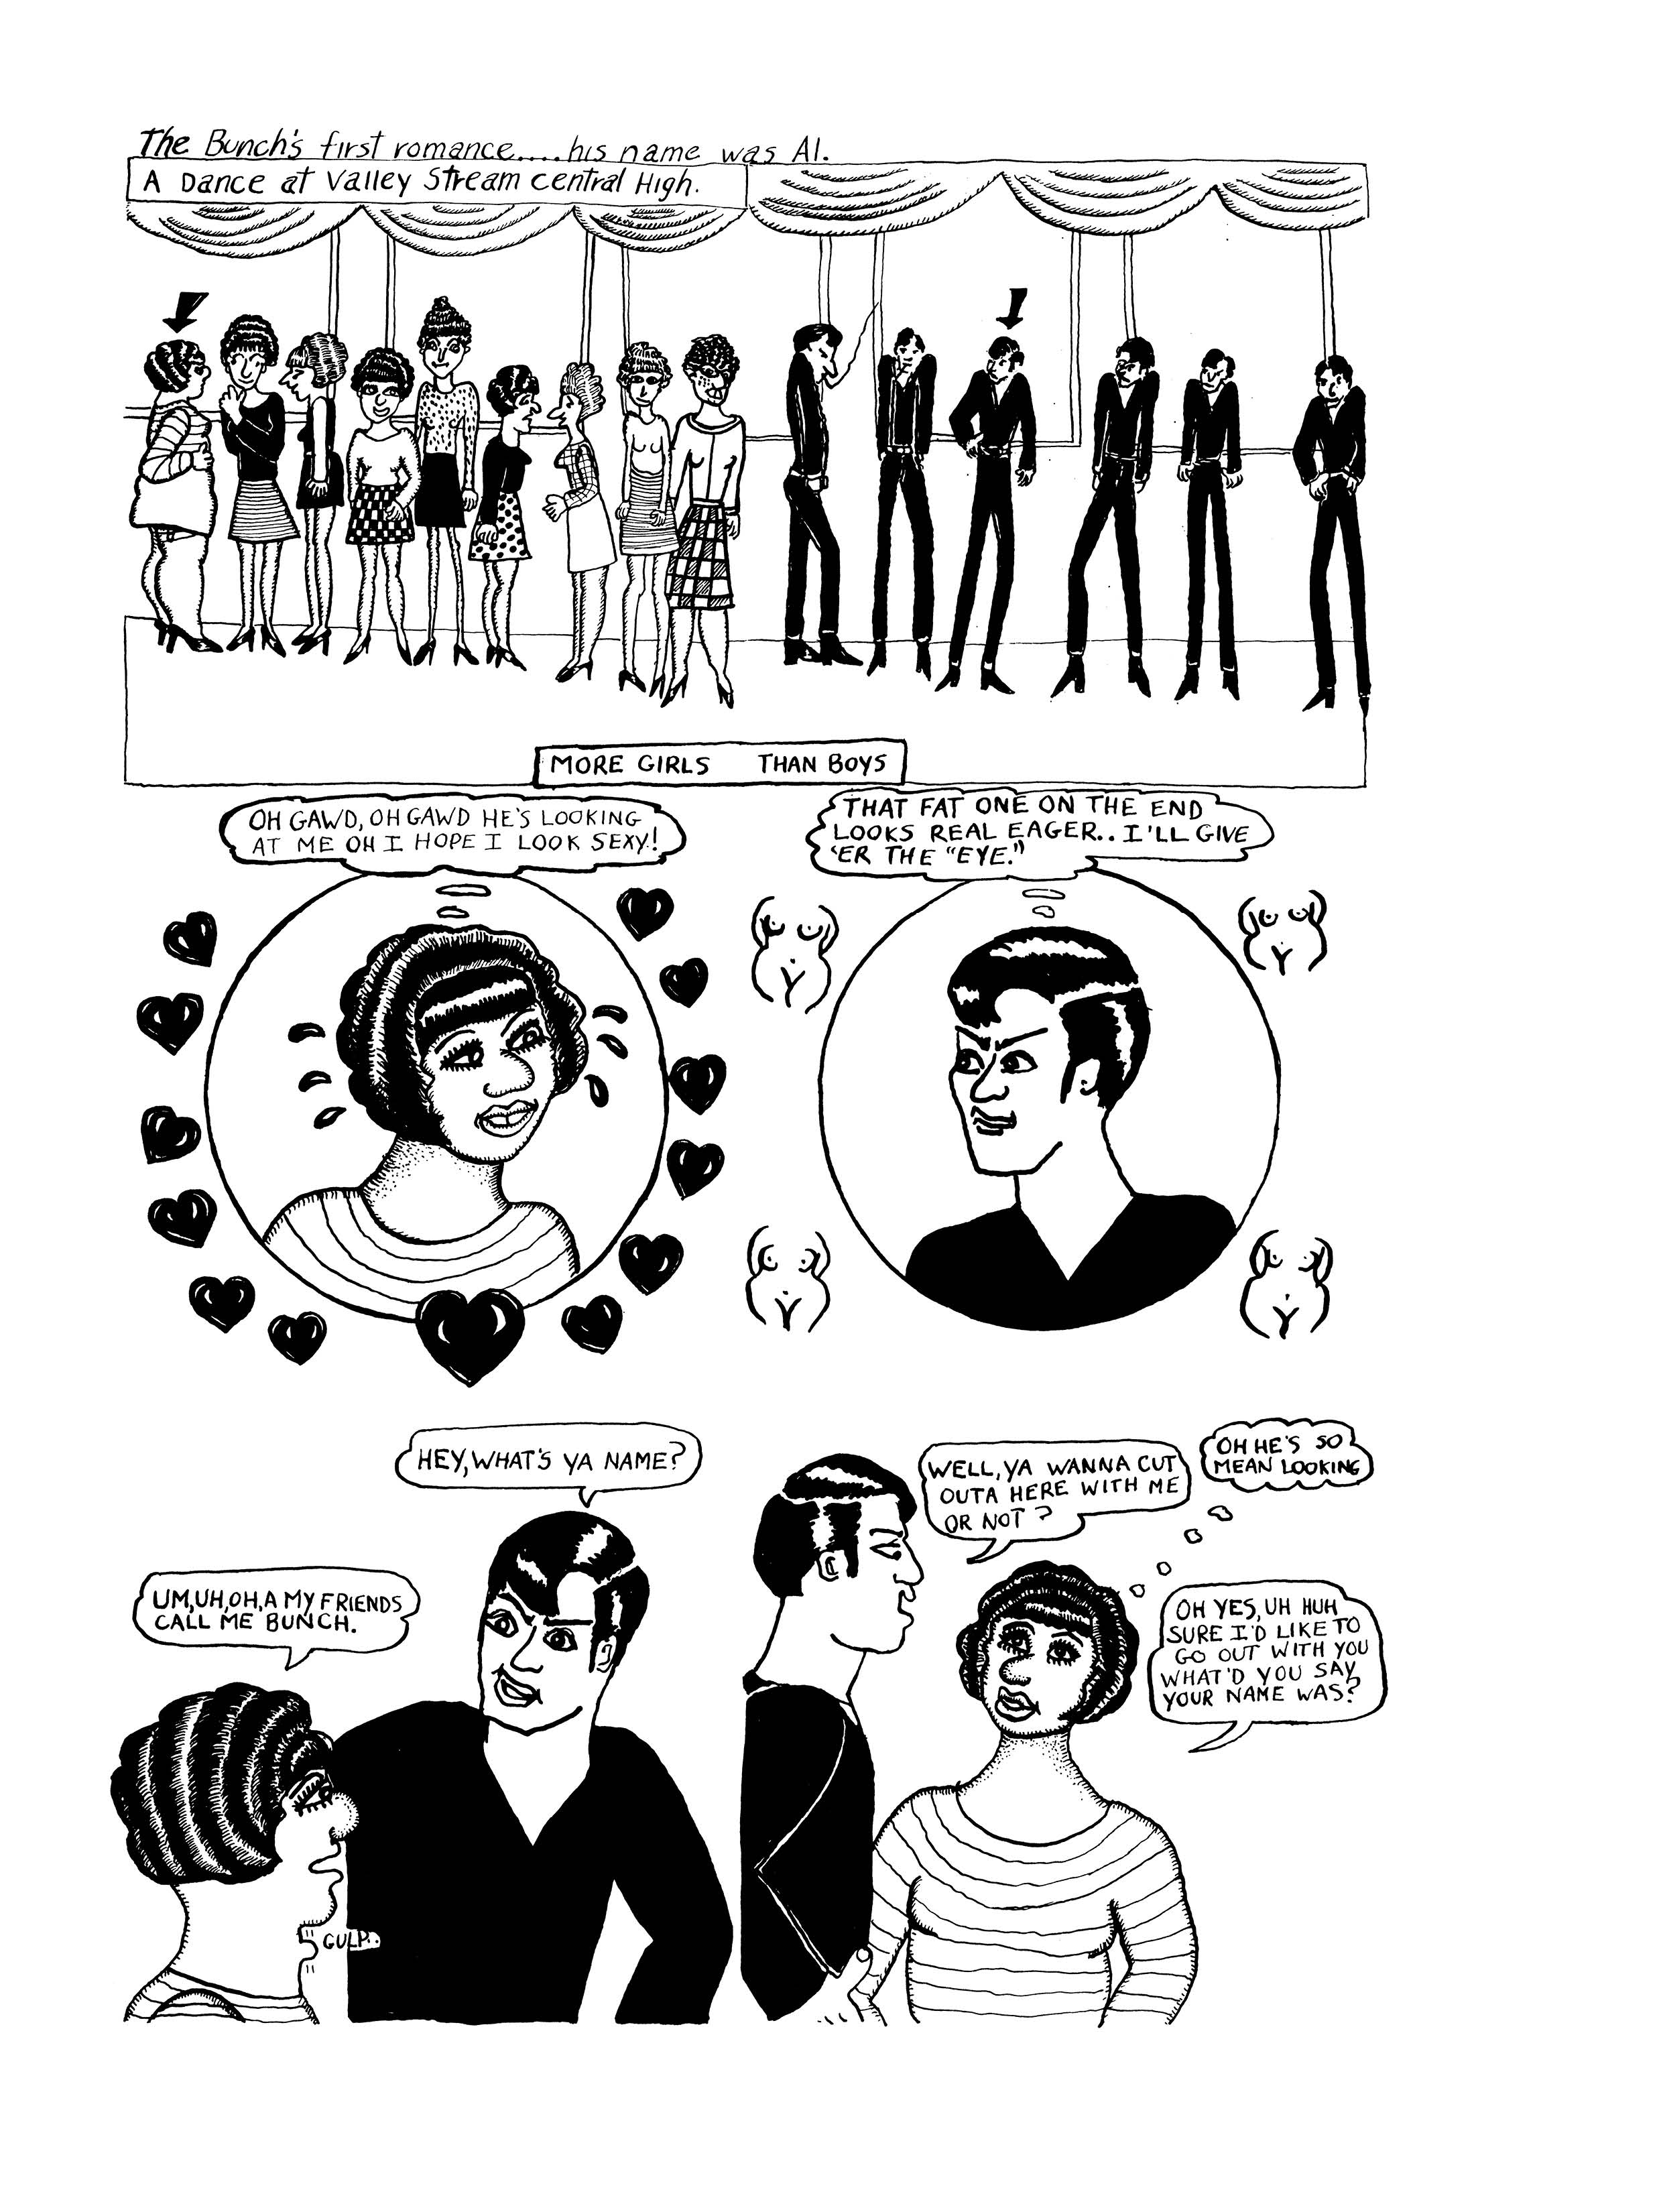 The Bunch's first romance.....his name was Al.
A Dance at Valley Stream central High.
MORE GIRLS THAN BOYS
OH GAWD, OH GAWD HE'S LOOKING
AT ME OH I HOPE I LOOK SEXY!
THAT FAT ONE ON THE END
LOOKS REAL EAGER.. I'LL GIVE
'ER THE "EYE."
HEY, WHAT'S YA NAME?
UM, UH, OH, A MY FRIENDS
CALL ME BUNCH.
GULP..
WELL, YA WANNA CUT
OUTA HERE WITH ME
OR NOT?
OH HE'S SO
MEAN LOOKING
OH YES, UH HUH
SURE I'D LIKE TO
GO OUT WITH YOU
WHAT'D YOU SAY
YOUR NAME WAS?